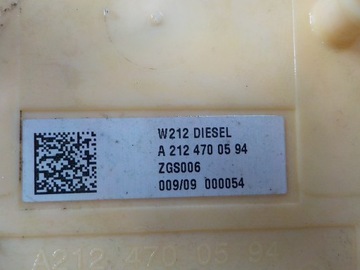 W212 DIESEL
A 212 470 05 94
ZGS006
009/09 000054
A212 470 05 94